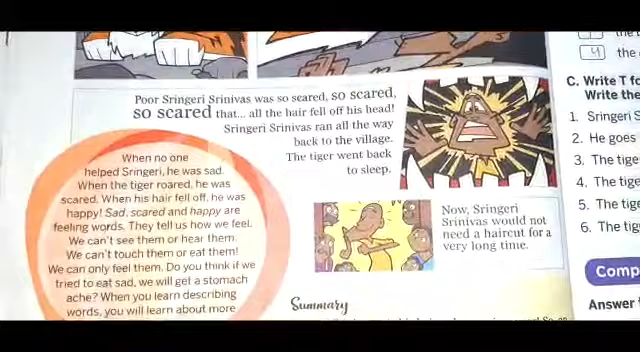 Poor Sringeri Srinivas was so scared, so scared,
so scared that... all the hair fell off his head!
Sringeri Srinivas ran all the way
back to the village.
The tiger went back
to sleep.
When no one
helped Sringeri, he was sad.
When the tiger roared, he was
scared. When his hair fell off, he was
happy! Sad, scared and happy are
feeling words. They tell us how we feel.
We can't see them or hear them.
We can't touch them or eat them!
We can only feel them. Do you think if we
tried to eat sad, we will get a stomach
ache? When you learn describing
words, you will learn about more
Now, Sringeri
Srinivas would not
need a haircut for a
very long time.
Summary
4 the
C. Write T
Write the
1. Sringeri S
2. He goes
3. The tige
4. The tige
5. The tige
6. The tig
Comp
Answer